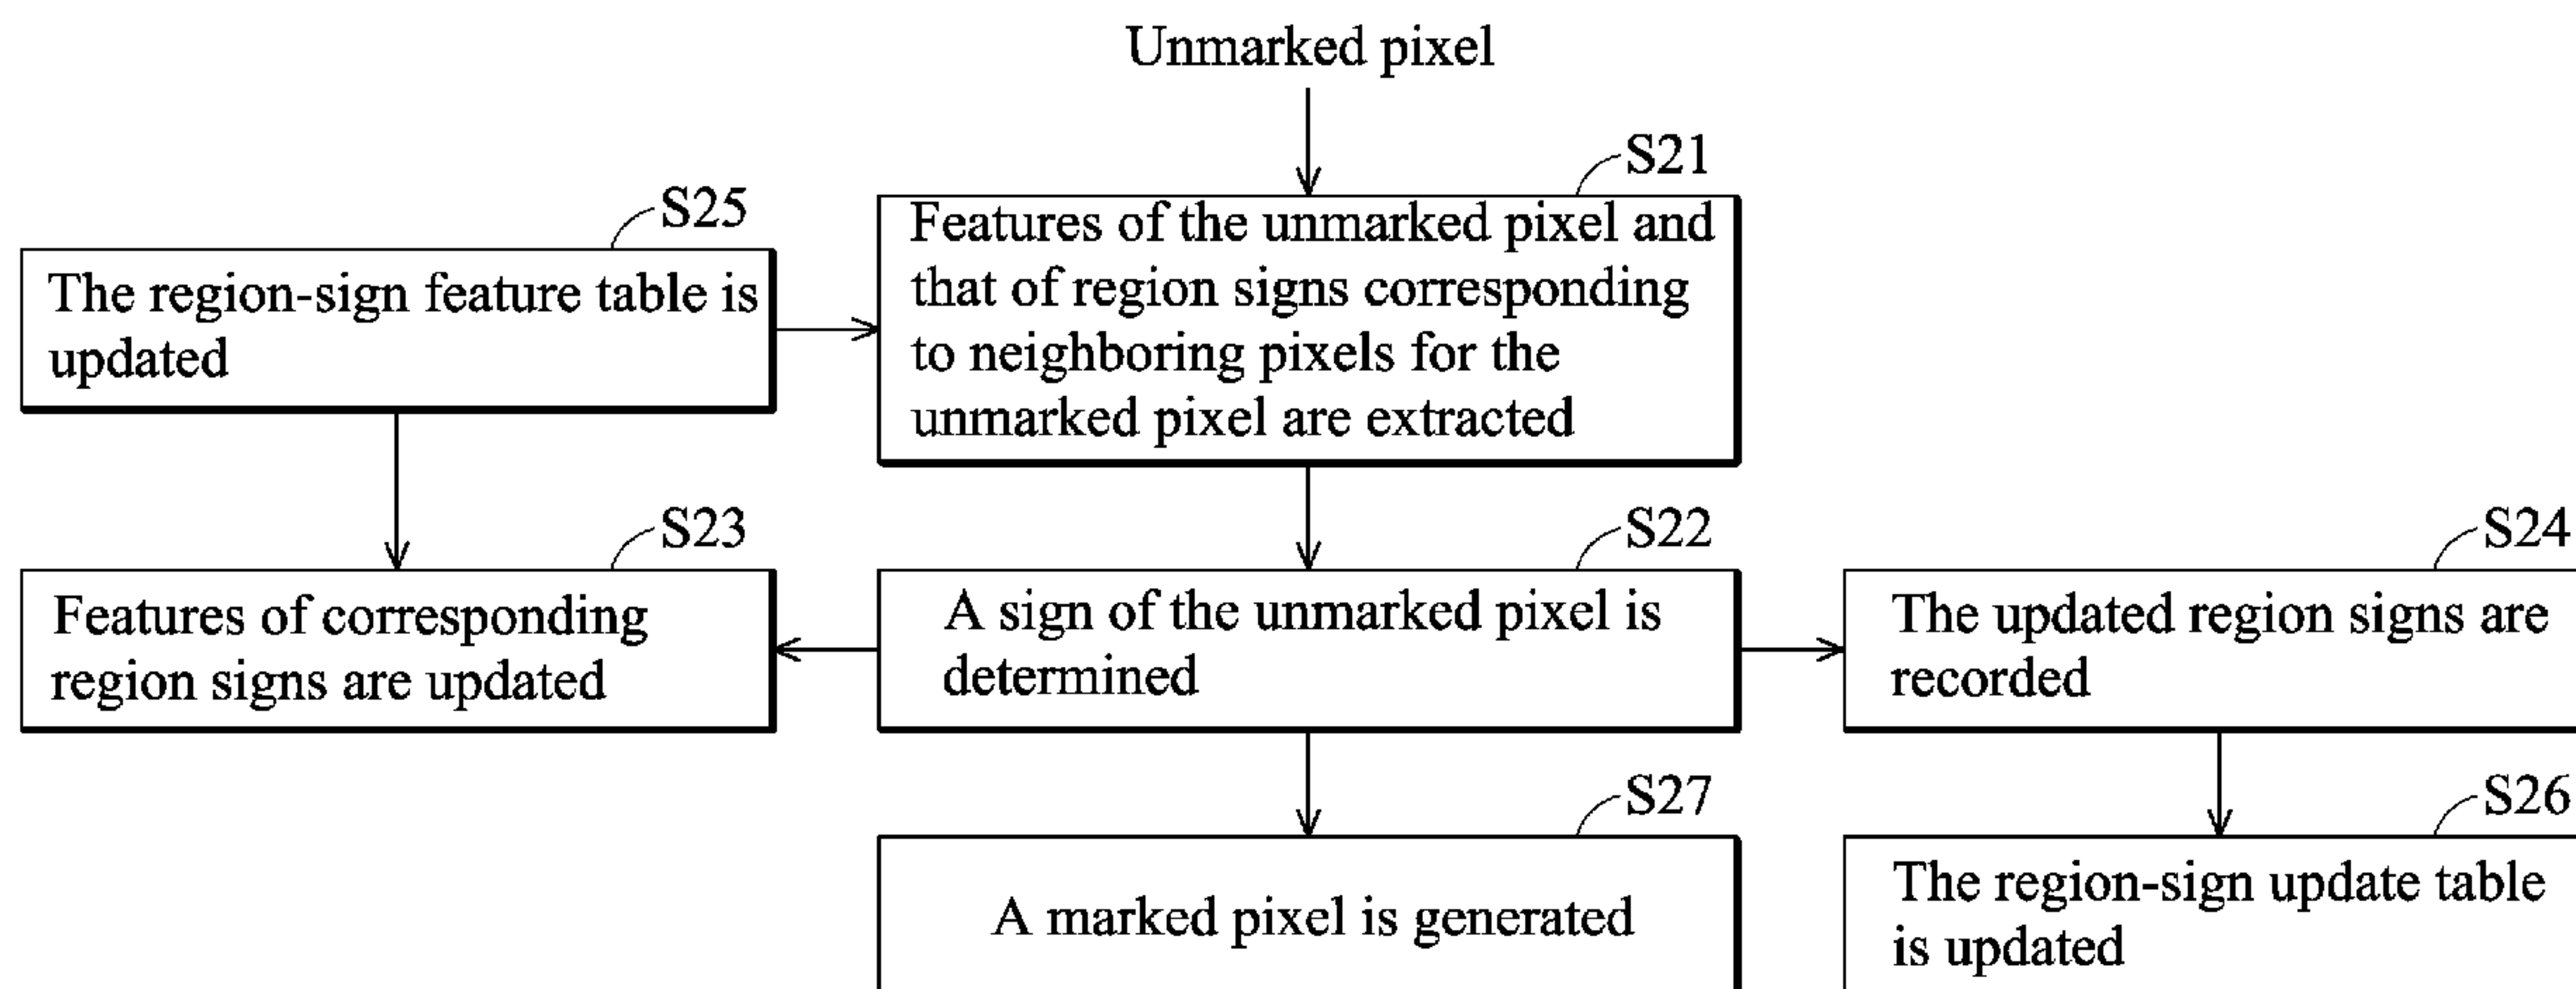 Unmarked pixel
S21
Features of the unmarked pixel and
that of region signs corresponding
to neighboring pixels for the
unmarked pixel are extracted
S25
The region-sign feature table is
updated
S23
Features of corresponding
region signs are updated
S22
A sign of the unmarked pixel is
determined
S24
The updated region signs are
recorded
S27
A marked pixel is generated
S26
The region-sign update table
is updated